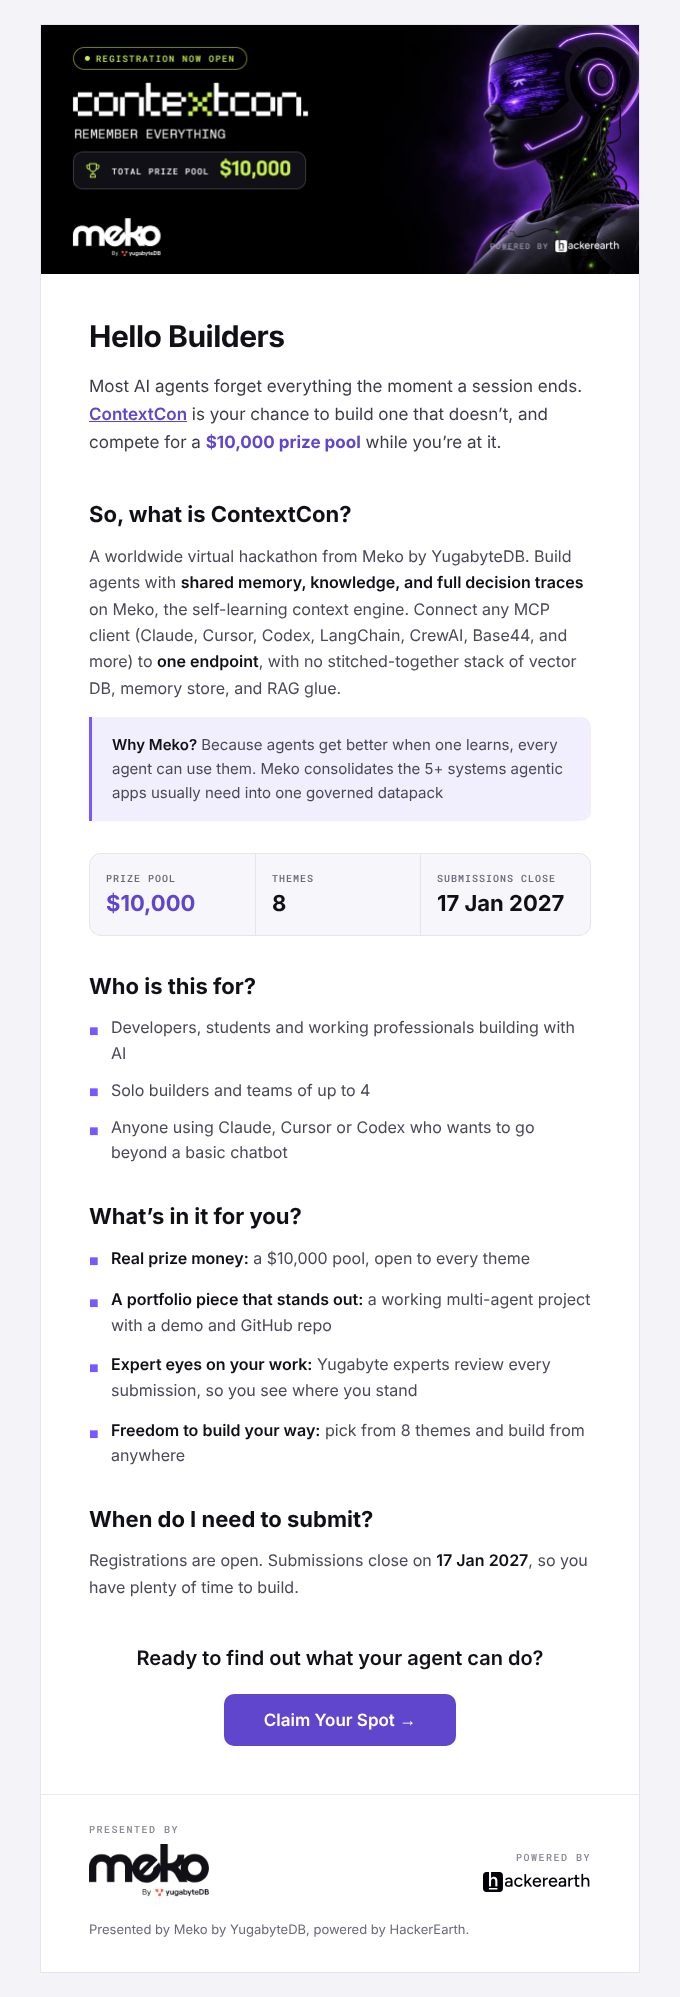 REGISTRATION NOW OPEN
contextcon.
REMEMBER EVERYTHING
TOTAL PRIZE POOL $10,000
meko
By yugabyteDB
POWERED BY hackerearth
Hello Builders
Most AI agents forget everything the moment a session ends.
ContextCon is your chance to build one that doesn’t, and
compete for a $10,000 prize pool while you’re at it.
So, what is ContextCon?
A worldwide virtual hackathon from Meko by YugabyteDB. Build
agents with shared memory, knowledge, and full decision traces
on Meko, the self-learning context engine. Connect any MCP
client (Claude, Cursor, Codex, LangChain, CrewAI, Base44, and
more) to one endpoint, with no stitched-together stack of vector
DB, memory store, and RAG glue.
Why Meko? Because agents get better when one learns, every
agent can use them. Meko consolidates the 5+ systems agentic
apps usually need into one governed datapack
PRIZE POOL
$10,000
THEMES
8
SUBMISSIONS CLOSE
17 Jan 2027
Who is this for?
Developers, students and working professionals building with
AI
Solo builders and teams of up to 4
Anyone using Claude, Cursor or Codex who wants to go
beyond a basic chatbot
What’s in it for you?
Real prize money: a $10,000 pool, open to every theme
A portfolio piece that stands out: a working multi-agent project
with a demo and GitHub repo
Expert eyes on your work: Yugabyte experts review every
submission, so you see where you stand
Freedom to build your way: pick from 8 themes and build from
anywhere
When do I need to submit?
Registrations are open. Submissions close on 17 Jan 2027, so you
have plenty of time to build.
Ready to find out what your agent can do?
Claim Your Spot →
PRESENTED BY
meko
By yugabyteDB
POWERED BY
hackerearth
Presented by Meko by YugabyteDB, powered by HackerEarth.